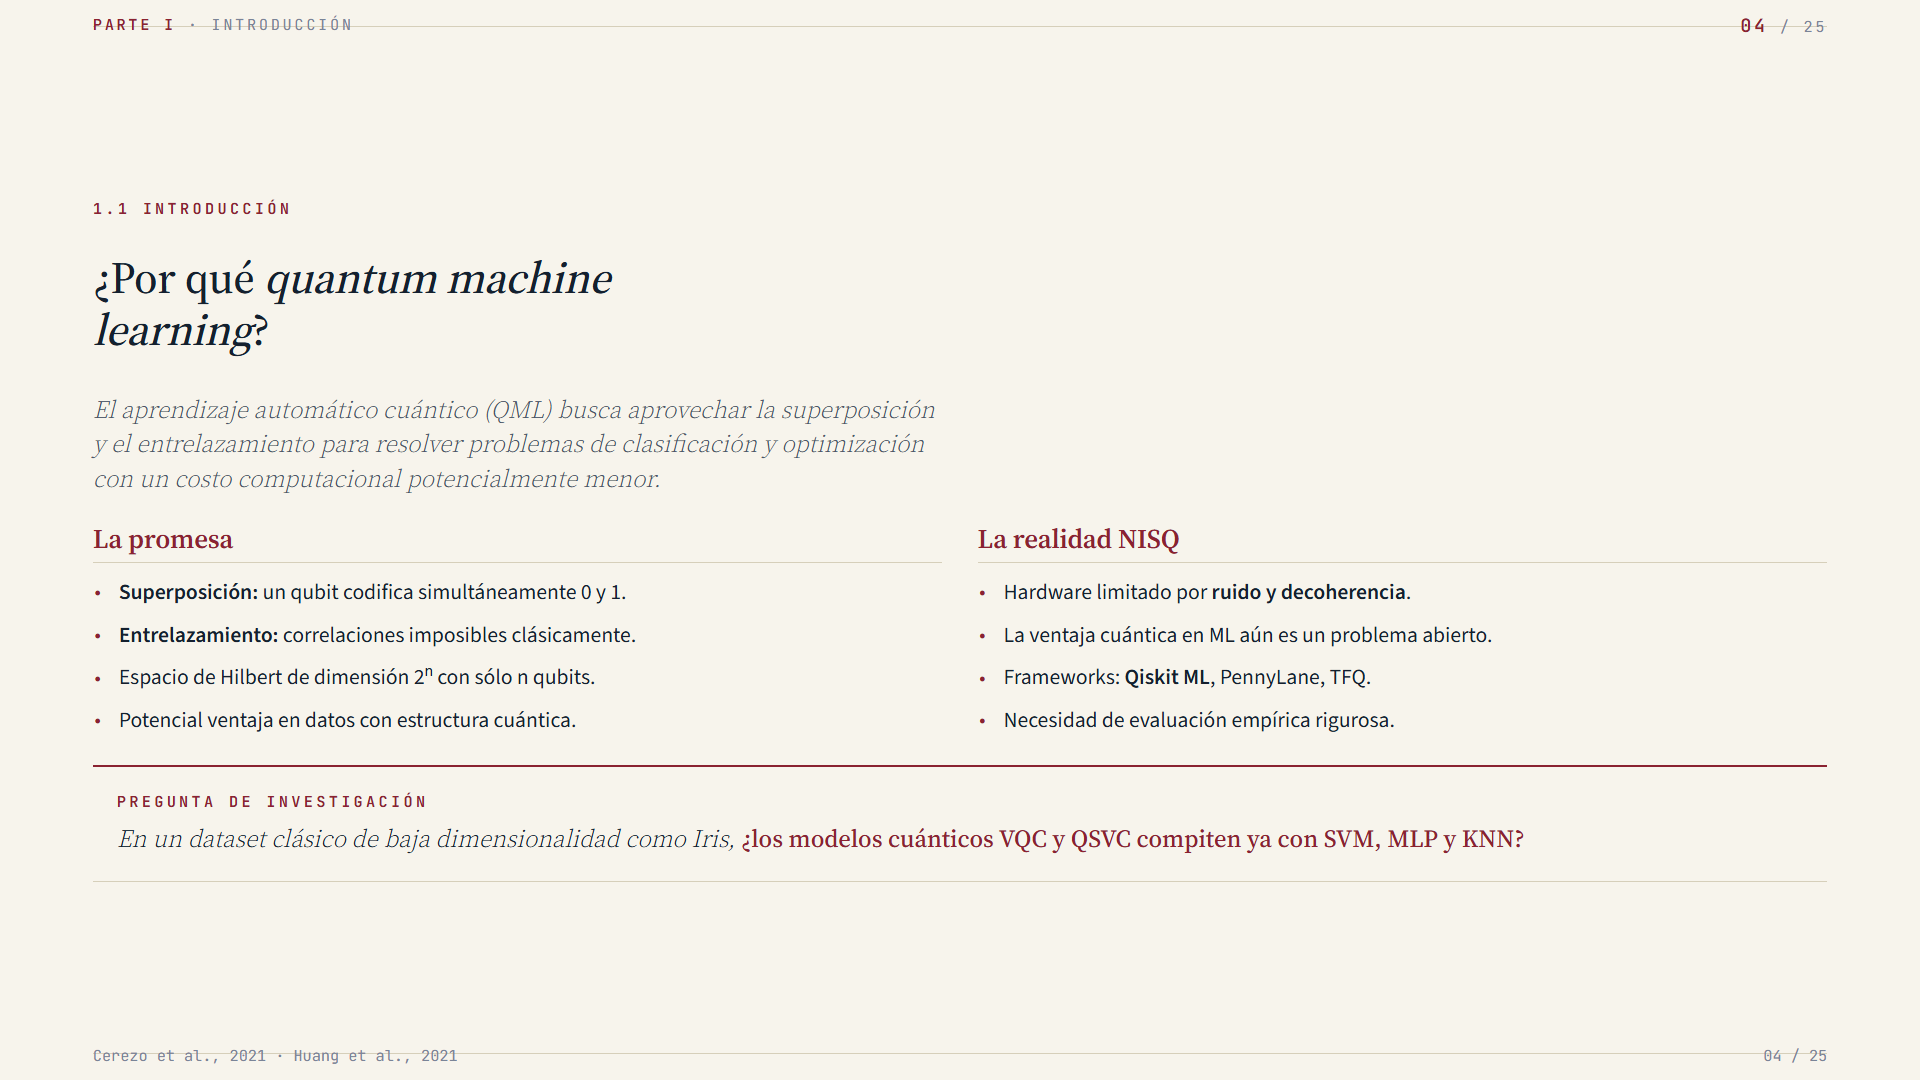 PARTE I · INTRODUCCIÓN
04 / 25
1.1 INTRODUCCIÓN
¿Por qué quantum machine
learning?
El aprendizaje automático cuántico (QML) busca aprovechar la superposición
y el entrelazamiento para resolver problemas de clasificación y optimización
con un costo computacional potencialmente menor.
La promesa
• Superposición: un qubit codifica simultáneamente 0 y 1.
• Entrelazamiento: correlaciones imposibles clásicamente.
• Espacio de Hilbert de dimensión 2ⁿ con sólo n qubits.
• Potencial ventaja en datos con estructura cuántica.
La realidad NISQ
• Hardware limitado por ruido y decoherencia.
• La ventaja cuántica en ML aún es un problema abierto.
• Frameworks: Qiskit ML, PennyLane, TFQ.
• Necesidad de evaluación empírica rigurosa.
PREGUNTA DE INVESTIGACIÓN
En un dataset clásico de baja dimensionalidad como Iris, ¿los modelos cuánticos VQC y QSVC compiten ya con SVM, MLP y KNN?
Cerezo et al., 2021 · Huang et al., 2021
04 / 25